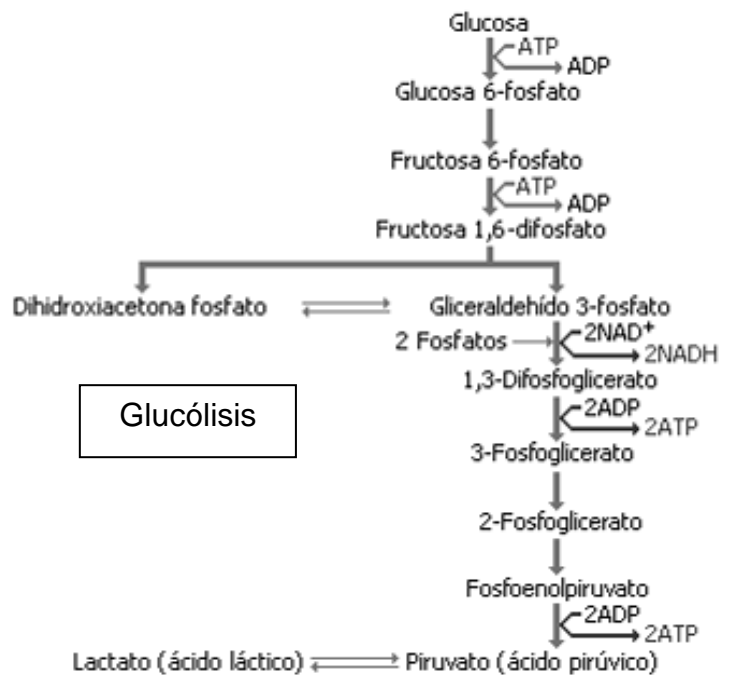 Glucosa
ATP
ADP
Glucosa 6-fosfato
Fructosa 6-fosfato
ATP
ADP
Fructosa 1,6-difosfato
Dihidroxiacetona fosfato
Gliceraldehído 3-fosfato
2 Fosfatos
2NAD⁺
2NADH
1,3-Difosfoglicerato
Glucólisis
2ADP
2ATP
3-Fosfoglicerato
2-Fosfoglicerato
Fosfoenolpiruvato
2ADP
2ATP
Lactato (ácido láctico)
Piruvato (ácido pirúvico)